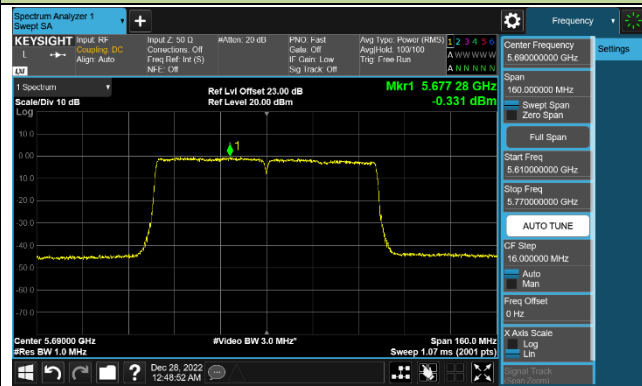 Spectrum Analyzer 1
Swept SA
+
Frequency
KEYSIGHT
L
LXI
Input: RF
Coupling: DC
Align: Auto
Input Z: 50 Ω
Corrections: Off
Freq Ref: Int (S)
NFE: Off
#Atten: 20 dB
PNO: Fast
Gate: Off
IF Gain: Low
Sig Track: Off
Avg Type: Power (RMS)
Avg|Hold: 100/100
Trig: Free Run
1 2 3 4 5 6
A W W W W W
A N N N N N
1 Spectrum
Scale/Div 10 dB
Log
Ref Lvl Offset 23.00 dB
Ref Level 20.00 dBm
Mkr1 5.677 28 GHz
-0.331 dBm
1
10.0
0.00
-10.0
-20.0
-30.0
-40.0
-50.0
-60.0
-70.0
Center 5.69000 GHz
#Res BW 1.0 MHz
#Video BW 3.0 MHz*
Span 160.0 MHz
Sweep 1.07 ms (2001 pts)
Center Frequency
5.690000000 GHz
Settings
Span
160.000000 MHz
Swept Span
Zero Span
Full Span
Start Freq
5.610000000 GHz
Stop Freq
5.770000000 GHz
AUTO TUNE
CF Step
16.000000 MHz
Auto
Man
Freq Offset
0 Hz
X Axis Scale
Log
Lin
Signal Track
(Span Zoom)
?
Dec 28, 2022
12:48:52 AM